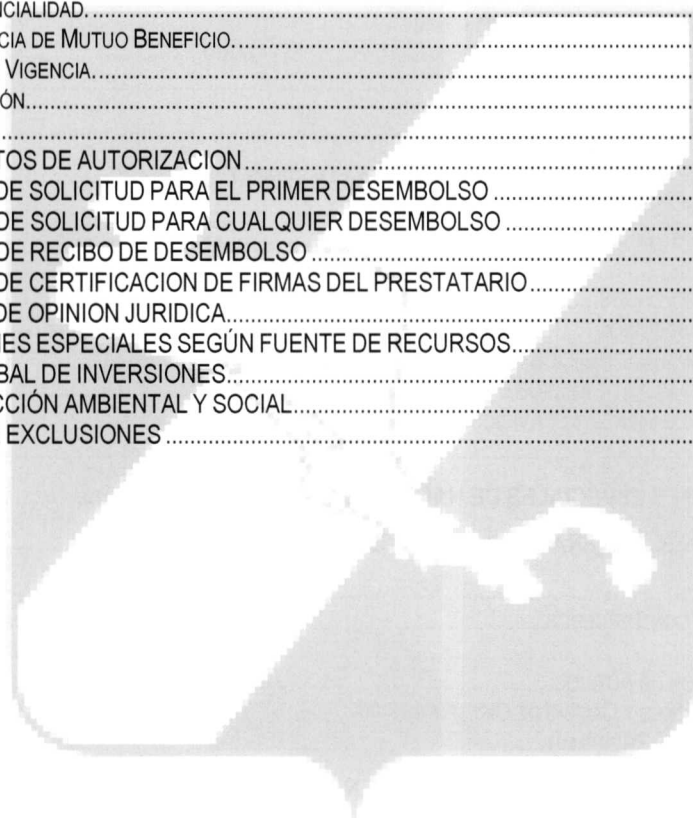 NCIALIDAD.
CIA DE MUTUO BENEFICIO.
VIGENCIA.
ÓN.
TOS DE AUTORIZACION
DE SOLICITUD PARA EL PRIMER DESEMBOLSO
DE SOLICITUD PARA CUALQUIER DESEMBOLSO
DE RECIBO DE DESEMBOLSO
DE CERTIFICACION DE FIRMAS DEL PRESTATARIO
DE OPINION JURIDICA
NES ESPECIALES SEGÚN FUENTE DE RECURSOS
BAL DE INVERSIONES
CCIÓN AMBIENTAL Y SOCIAL
EXCLUSIONES